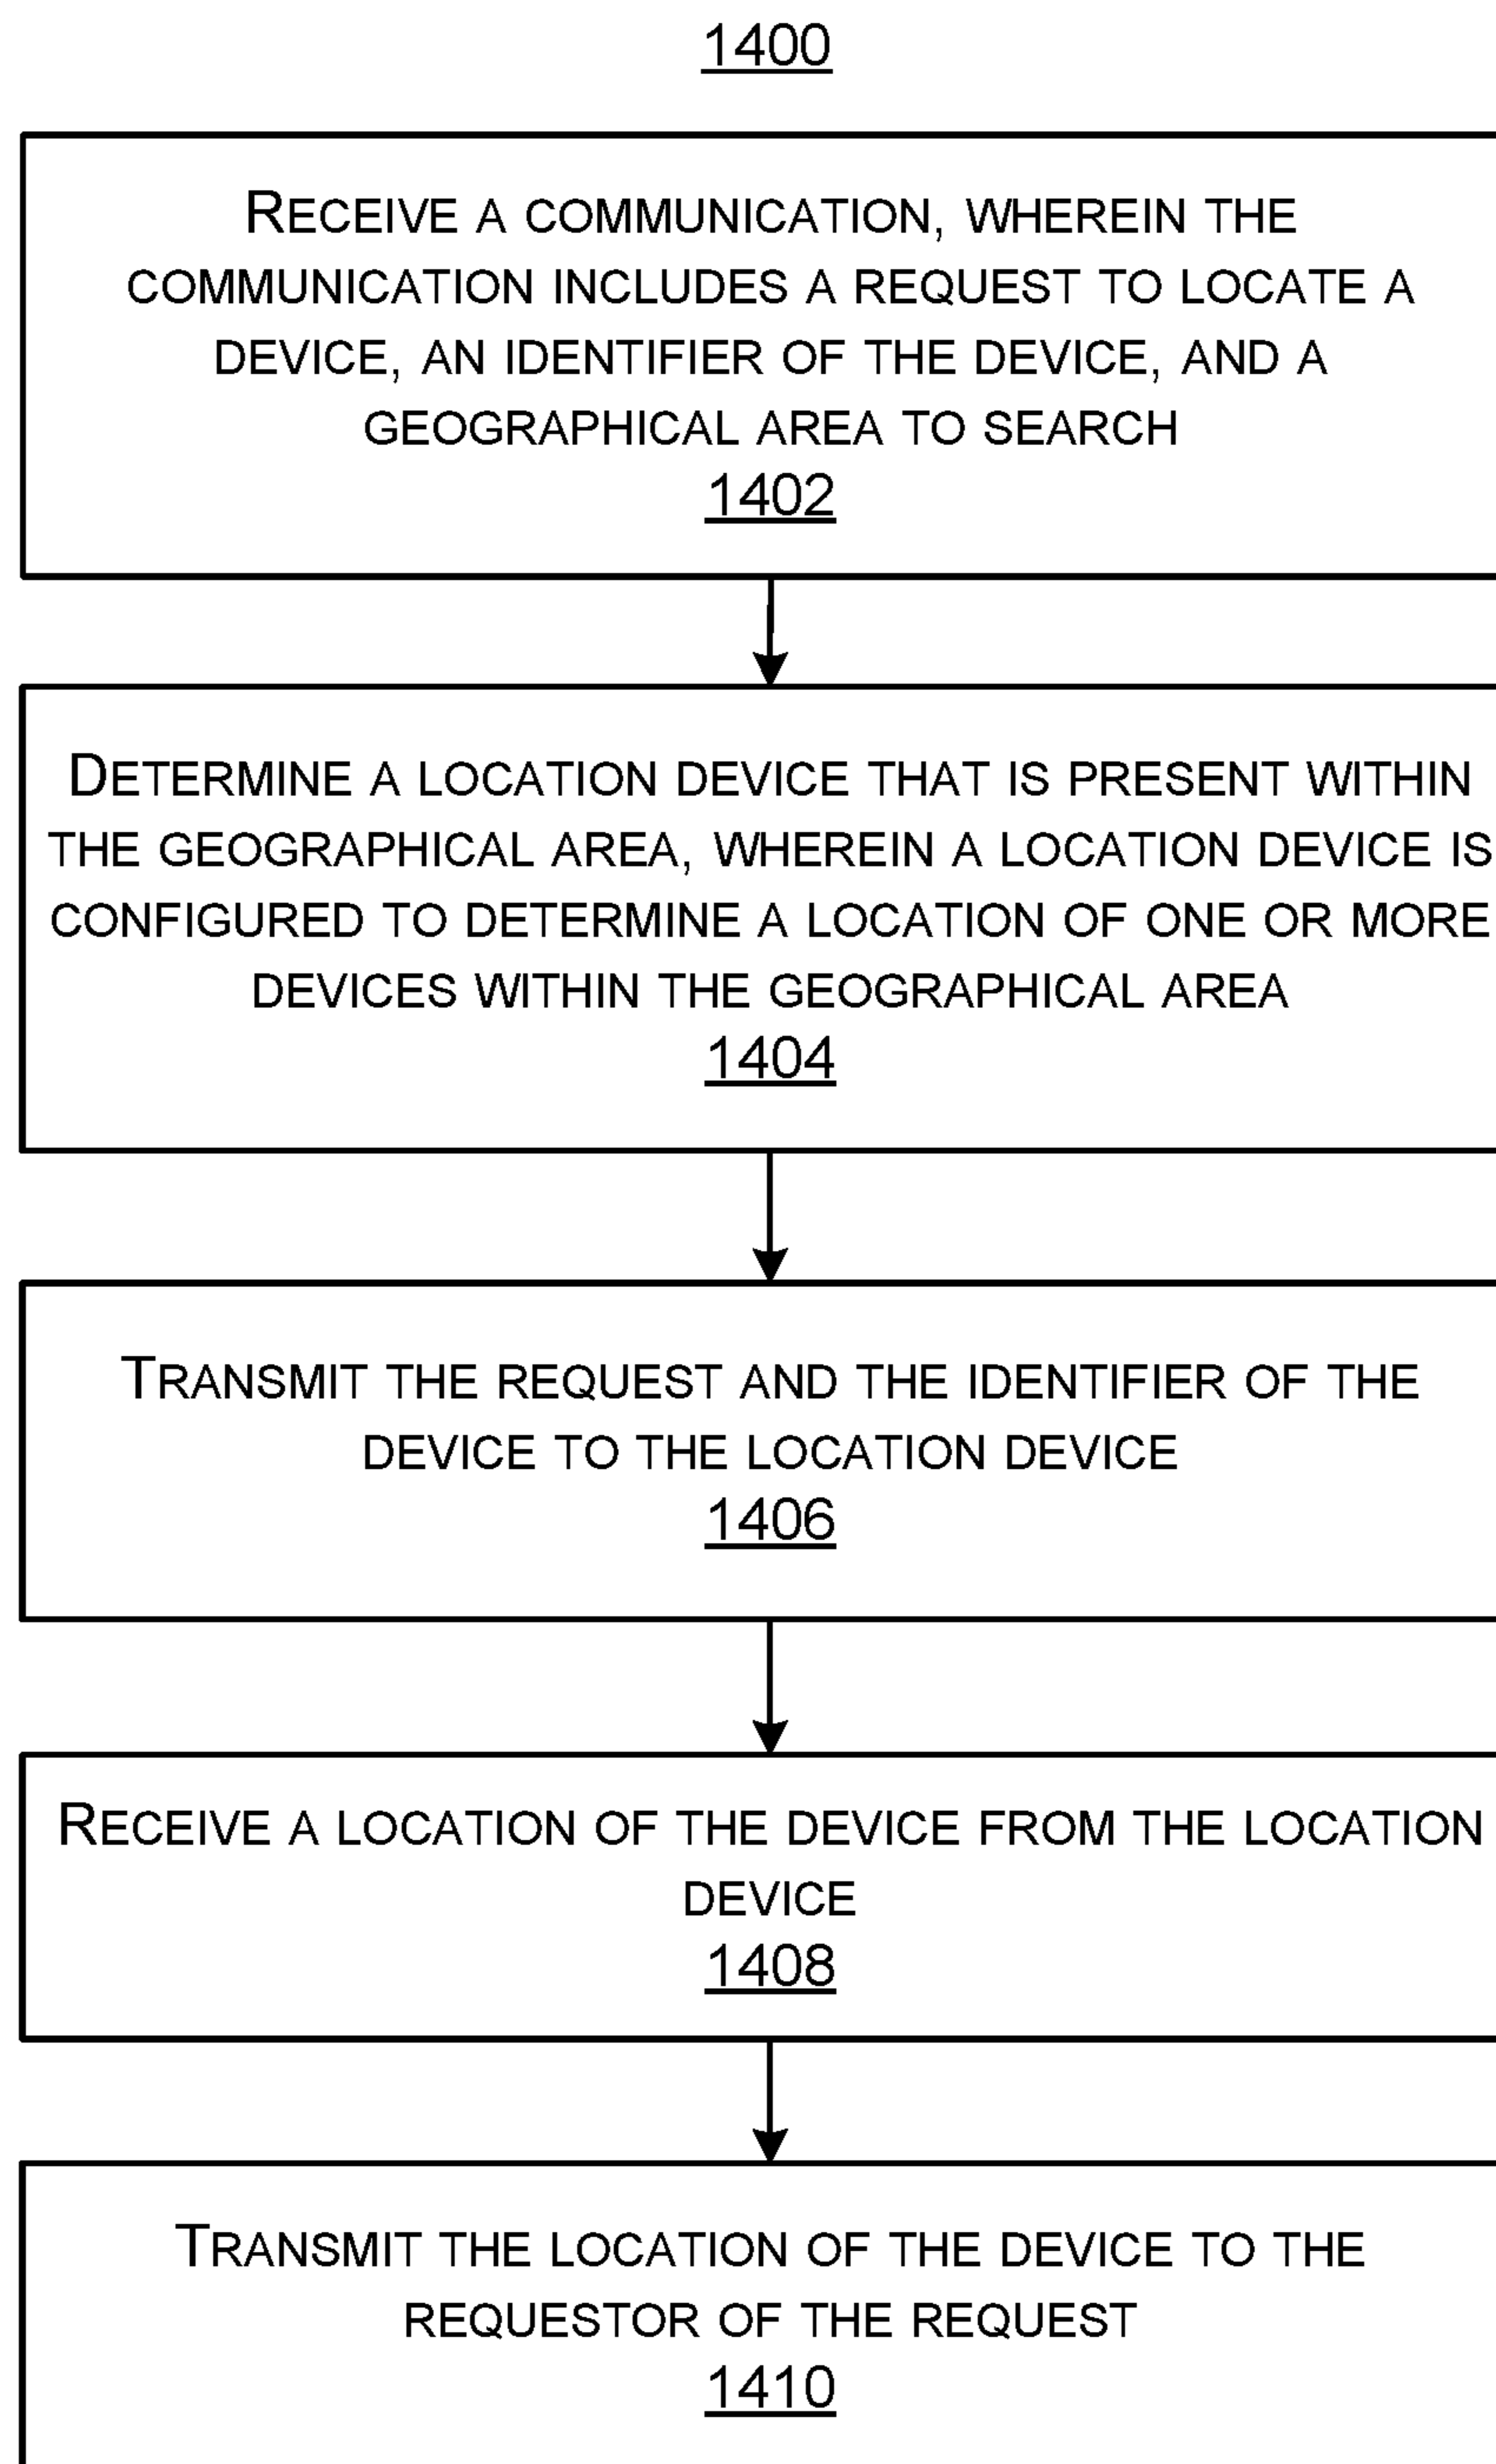 1400
RECEIVE A COMMUNICATION, WHEREIN THE
COMMUNICATION INCLUDES A REQUEST TO LOCATE A
DEVICE, AN IDENTIFIER OF THE DEVICE, AND A
GEOGRAPHICAL AREA TO SEARCH
1402
DETERMINE A LOCATION DEVICE THAT IS PRESENT WITHIN
THE GEOGRAPHICAL AREA, WHEREIN A LOCATION DEVICE IS
CONFIGURED TO DETERMINE A LOCATION OF ONE OR MORE
DEVICES WITHIN THE GEOGRAPHICAL AREA
1404
TRANSMIT THE REQUEST AND THE IDENTIFIER OF THE
DEVICE TO THE LOCATION DEVICE
1406
RECEIVE A LOCATION OF THE DEVICE FROM THE LOCATION
DEVICE
1408
TRANSMIT THE LOCATION OF THE DEVICE TO THE
REQUESTOR OF THE REQUEST
1410